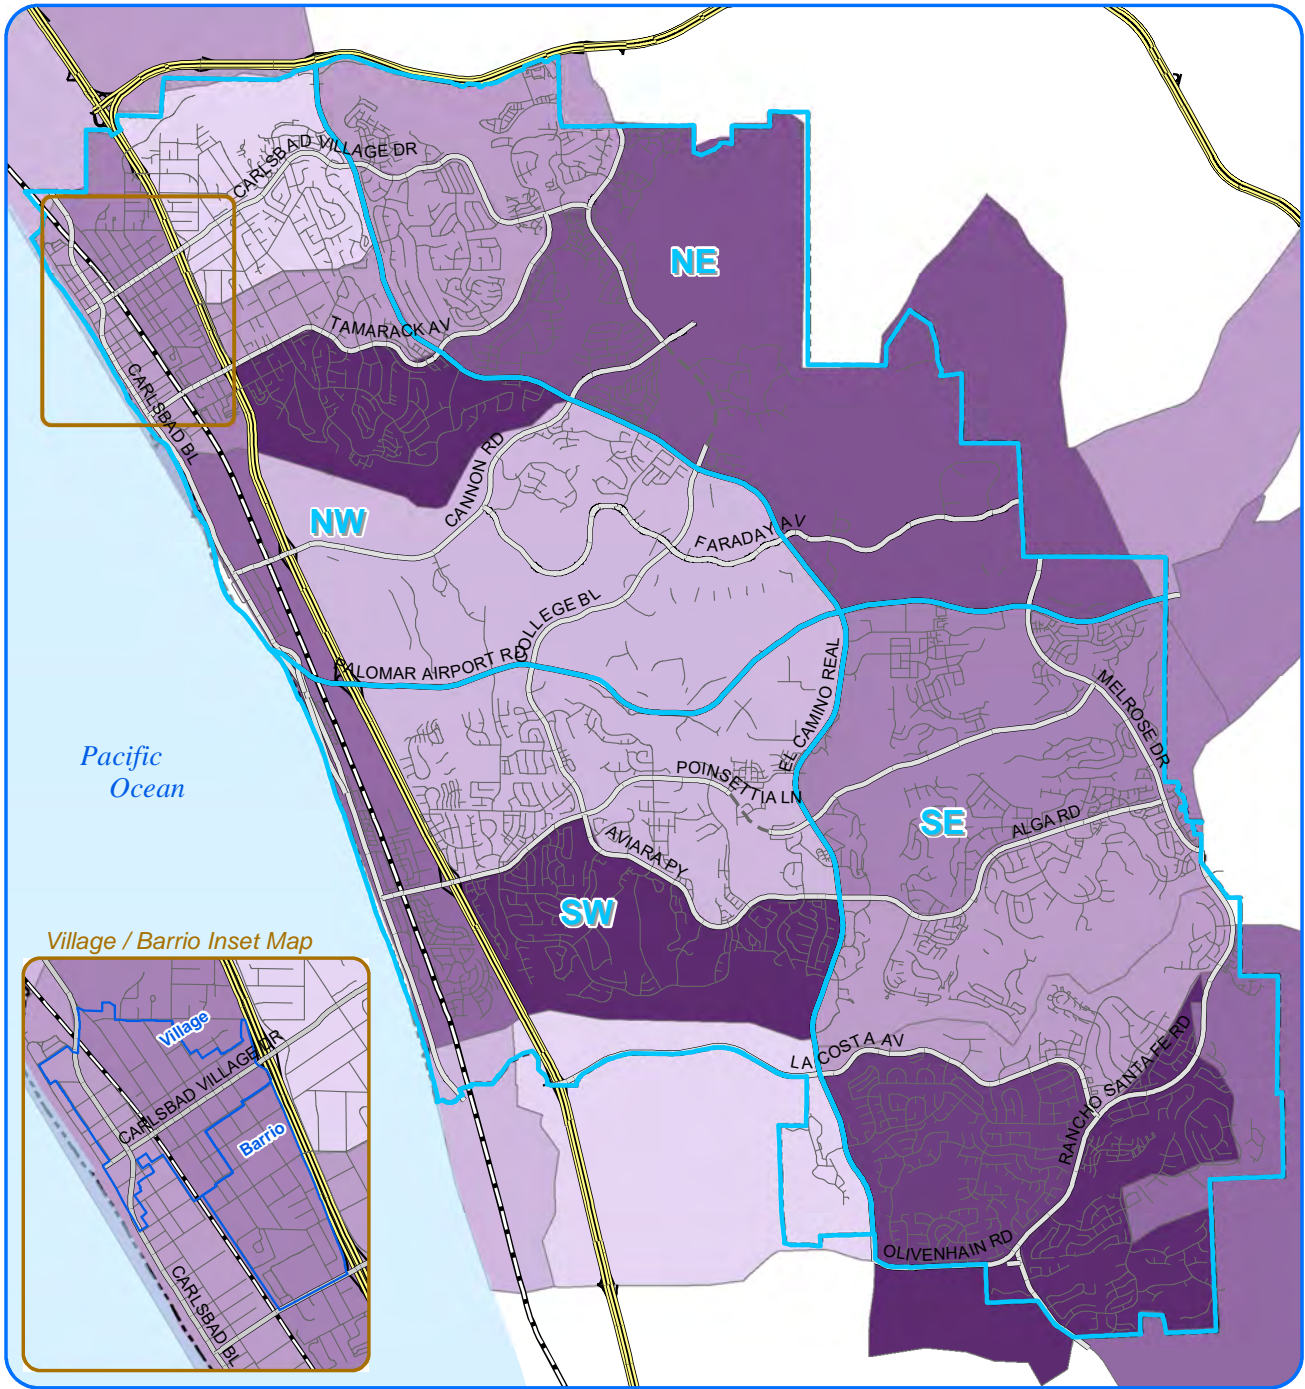 CARLSBAD VILLAGE DR
NE
TAMARACK AV
CARLSBAD BL
CANNON RD
NW
FARADAY AV
COLLEGE BL
PALOMAR AIRPORT RD
EL CAMINO REAL
MELROSE DR
Pacific
Ocean
POINSETTIA LN
SE
ALGA RD
AVIARA PY
SW
Village / Barrio Inset Map
Village
CARLSBAD VILLAGE DR
Barrio
CARLSBAD BL
LA COSTA AV
RANCHO SANTA FE RD
OLIVENHAIN RD